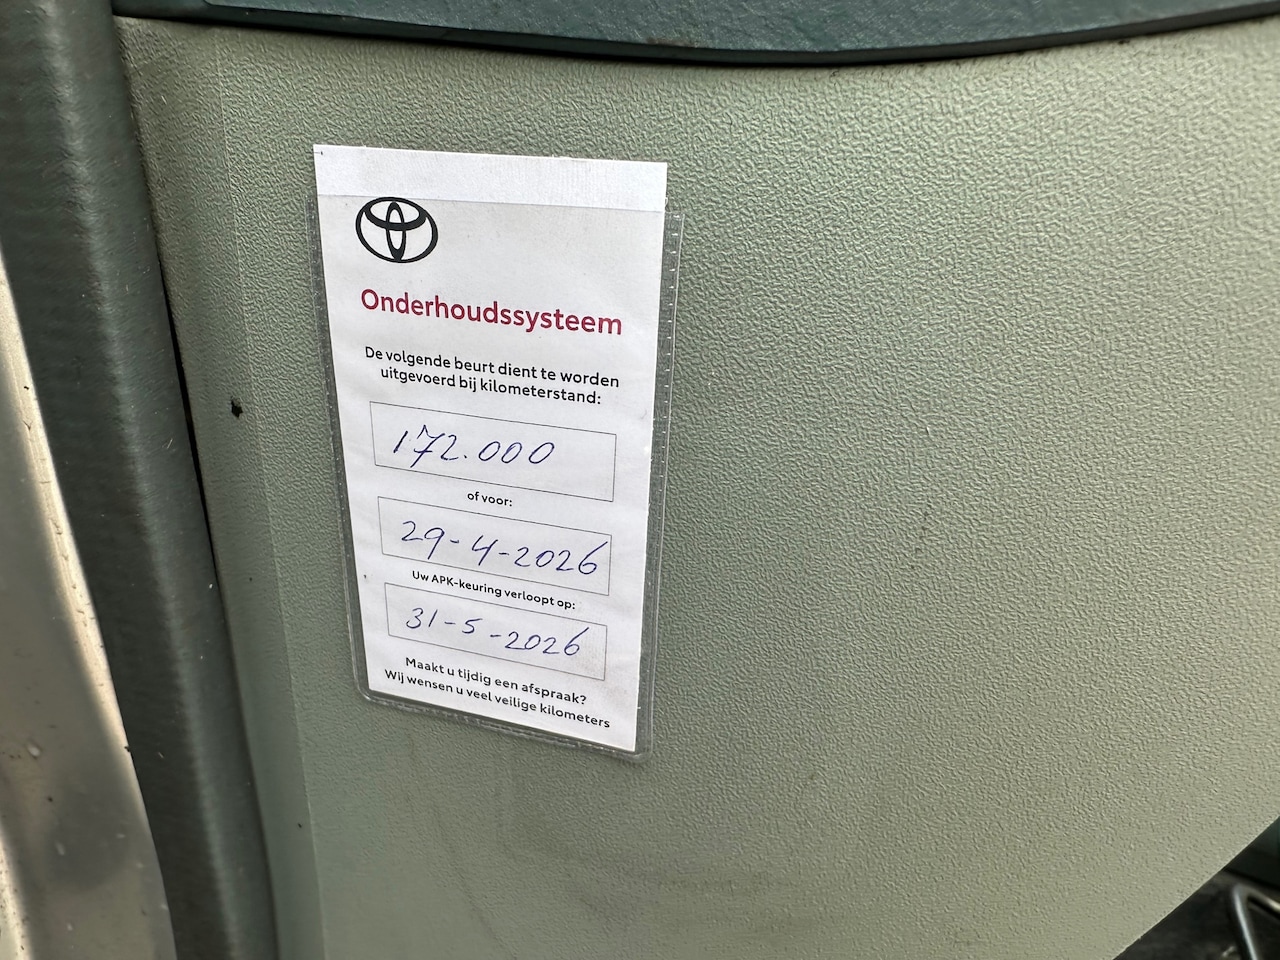 Onderhoudssysteem
De volgende beurt dient te worden
uitgevoerd bij kilometerstand:
172.000
of voor:
29-4-2026
Uw APK-keuring verloopt op:
31-5-2026
Maakt u tijdig een afspraak?
Wij wensen u veel veilige kilometers